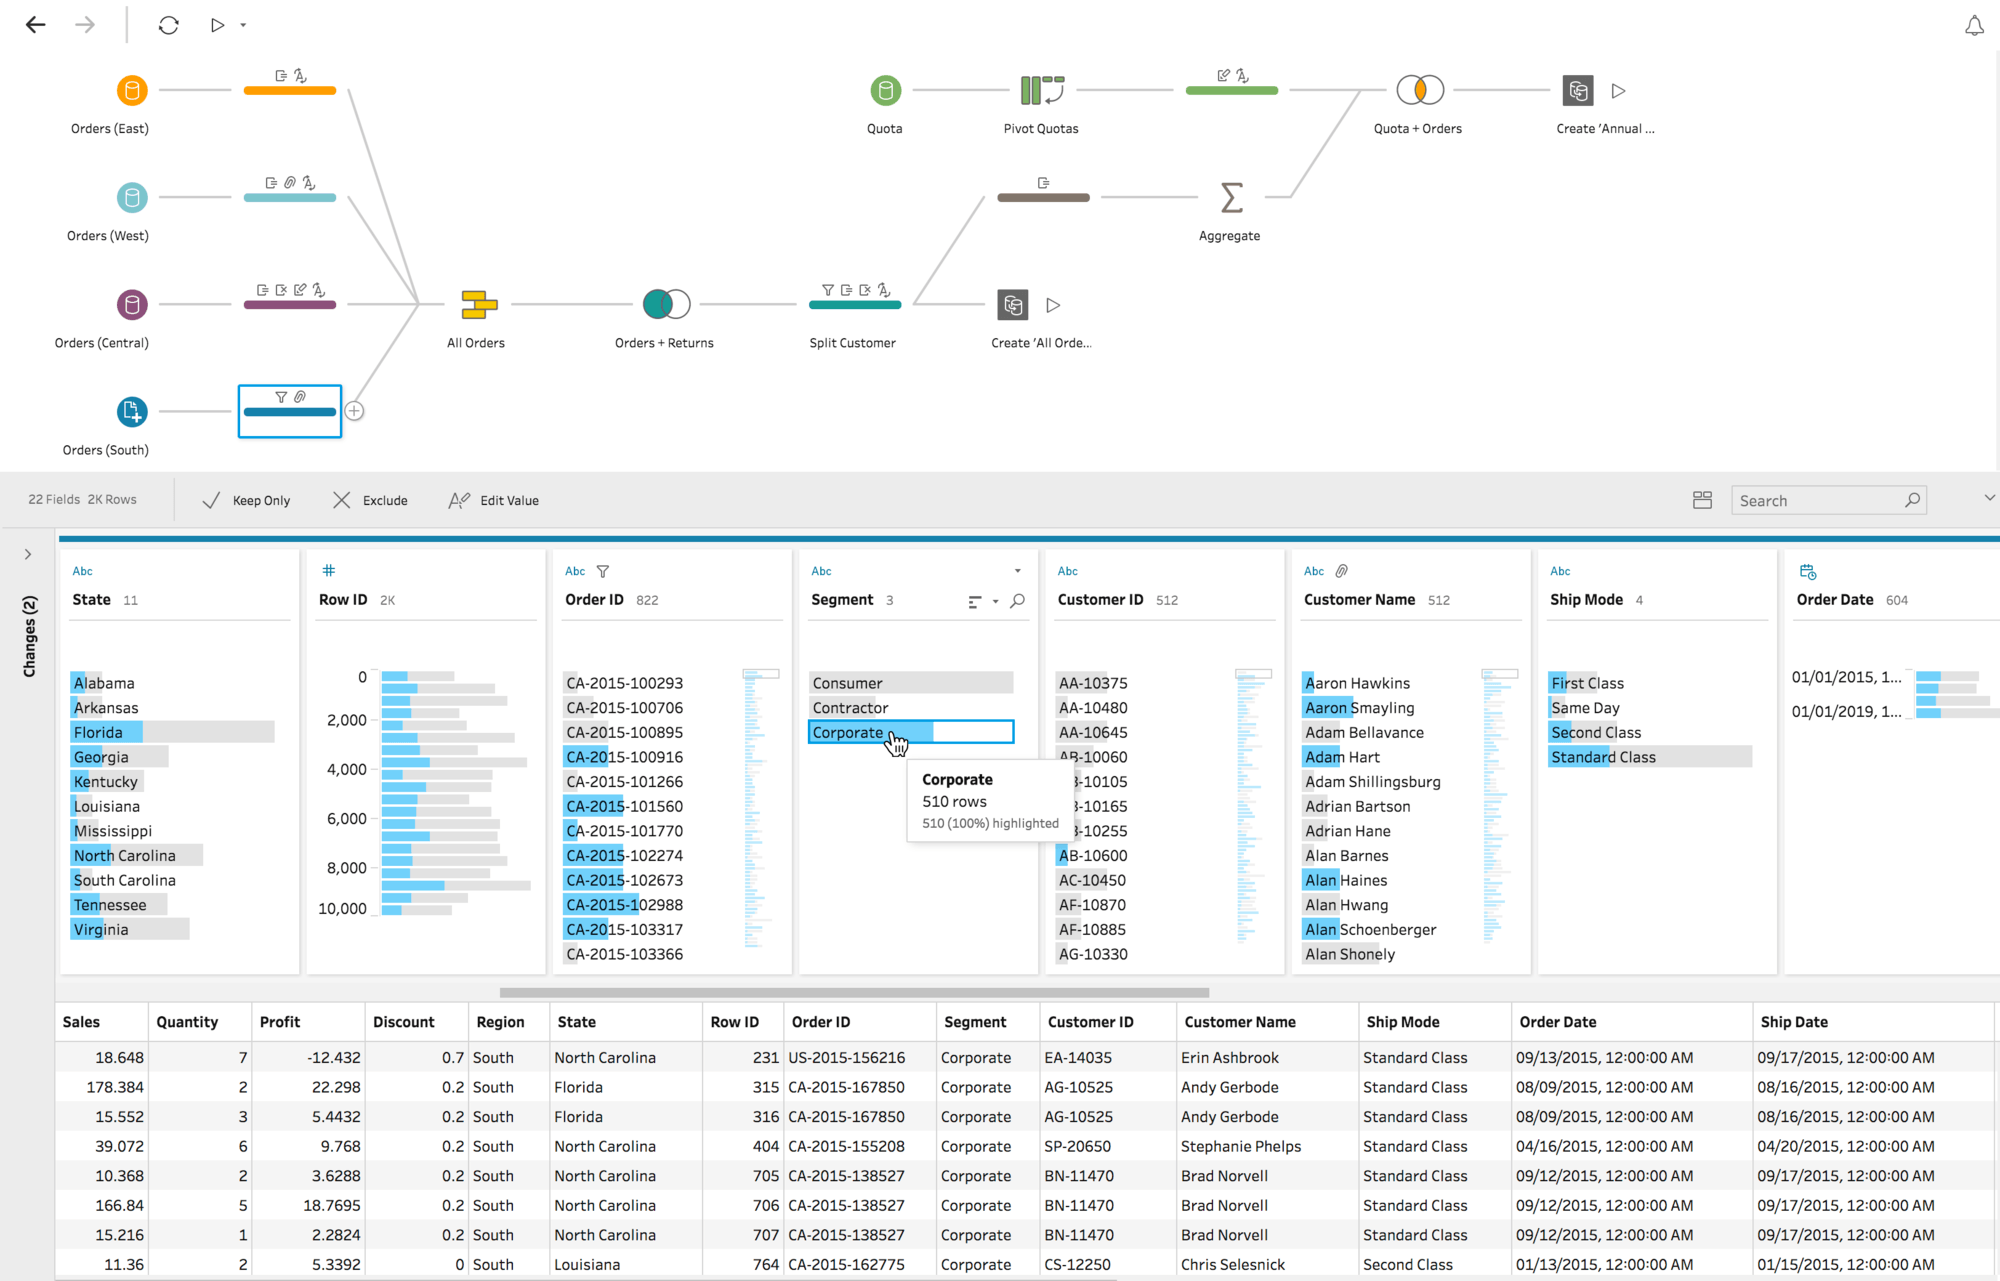 Orders (East)
Quota
Pivot Quotas
Quota + Orders
Create 'Annual ...
Orders (West)
Aggregate
Orders (Central)
All Orders
Orders + Returns
Split Customer
Create 'All Orde...
Orders (South)
22 Fields 2K Rows
Keep Only
Exclude
Edit Value
Search
Changes (2)
Abc
State 11
Alabama
Arkansas
Florida
Georgia
Kentucky
Louisiana
Mississippi
North Carolina
South Carolina
Tennessee
Virginia
#
Row ID 2K
0
2,000
4,000
6,000
8,000
10,000
Abc
Order ID 822
CA-2015-100293
CA-2015-100706
CA-2015-100895
CA-2015-100916
CA-2015-101266
CA-2015-101560
CA-2015-101770
CA-2015-102274
CA-2015-102673
CA-2015-102988
CA-2015-103317
CA-2015-103366
Abc
Segment 3
Consumer
Contractor
Corporate
Corporate
510 rows
510 (100%) highlighted
Abc
Customer ID 512
AA-10375
AA-10480
AA-10645
AB-10060
B-10105
B-10165
B-10255
AB-10600
AC-10450
AF-10870
AF-10885
AG-10330
Abc
Customer Name 512
Aaron Hawkins
Aaron Smayling
Adam Bellavance
Adam Hart
Adam Shillingsburg
Adrian Bartson
Adrian Hane
Alan Barnes
Alan Haines
Alan Hwang
Alan Schoenberger
Alan Shonely
Abc
Ship Mode 4
First Class
Same Day
Second Class
Standard Class
Order Date 604
01/01/2015, 1...
01/01/2019, 1...
Sales Quantity Profit Discount Region State Row ID Order ID Segment Customer ID Customer Name Ship Mode Order Date Ship Date
18.648 7 -12.432 0.7 South North Carolina 231 US-2015-156216 Corporate EA-14035 Erin Ashbrook Standard Class 09/13/2015, 12:00:00 AM 09/17/2015, 12:00:00 AM
178.384 2 22.298 0.2 South Florida 315 CA-2015-167850 Corporate AG-10525 Andy Gerbode Standard Class 08/09/2015, 12:00:00 AM 08/16/2015, 12:00:00 AM
15.552 3 5.4432 0.2 South Florida 316 CA-2015-167850 Corporate AG-10525 Andy Gerbode Standard Class 08/09/2015, 12:00:00 AM 08/16/2015, 12:00:00 AM
39.072 6 9.768 0.2 South North Carolina 404 CA-2015-155208 Corporate SP-20650 Stephanie Phelps Standard Class 04/16/2015, 12:00:00 AM 04/20/2015, 12:00:00 AM
10.368 2 3.6288 0.2 South North Carolina 705 CA-2015-138527 Corporate BN-11470 Brad Norvell Standard Class 09/12/2015, 12:00:00 AM 09/17/2015, 12:00:00 AM
166.84 5 18.7695 0.2 South North Carolina 706 CA-2015-138527 Corporate BN-11470 Brad Norvell Standard Class 09/12/2015, 12:00:00 AM 09/17/2015, 12:00:00 AM
15.216 1 2.2824 0.2 South North Carolina 707 CA-2015-138527 Corporate BN-11470 Brad Norvell Standard Class 09/12/2015, 12:00:00 AM 09/17/2015, 12:00:00 AM
11.36 2 5.3392 0 South Louisiana 764 CA-2015-162775 Corporate CS-12250 Chris Selesnick Second Class 01/13/2015, 12:00:00 AM 01/15/2015, 12:00:00 AM